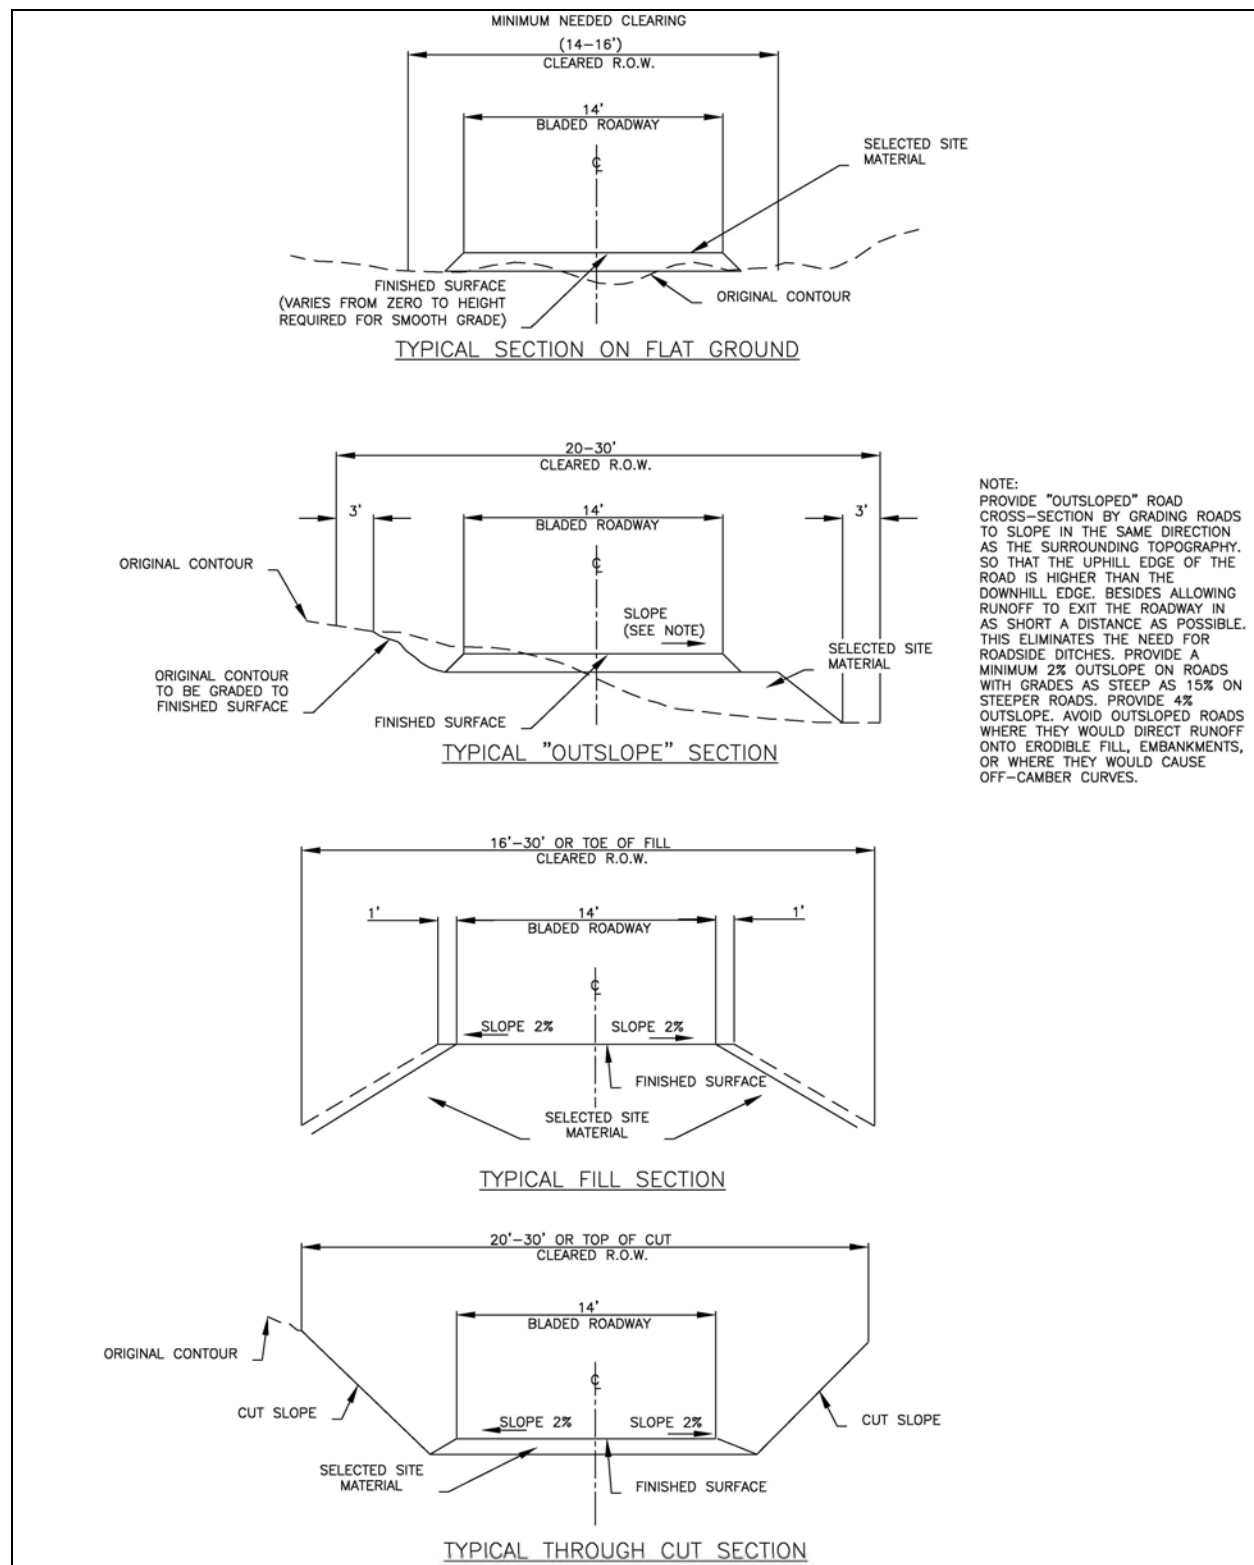 MINIMUM NEEDED CLEARING
(14-16')
CLEARED R.O.W.
14'
BLADED ROADWAY
SELECTED SITE
MATERIAL
℄
FINISHED SURFACE
(VARIES FROM ZERO TO HEIGHT
REQUIRED FOR SMOOTH GRADE)
ORIGINAL CONTOUR
TYPICAL SECTION ON FLAT GROUND
20-30'
CLEARED R.O.W.
3'
14'
BLADED ROADWAY
3'
ORIGINAL CONTOUR
℄
SLOPE
(SEE NOTE)
SELECTED SITE
MATERIAL
ORIGINAL CONTOUR
TO BE GRADED TO
FINISHED SURFACE
FINISHED SURFACE
TYPICAL "OUTSLOPE" SECTION
NOTE:
PROVIDE "OUTSLOPED" ROAD
CROSS-SECTION BY GRADING ROADS
TO SLOPE IN THE SAME DIRECTION
AS THE SURROUNDING TOPOGRAPHY.
SO THAT THE UPHILL EDGE OF THE
ROAD IS HIGHER THAN THE
DOWNHILL EDGE. BESIDES ALLOWING
RUNOFF TO EXIT THE ROADWAY IN
AS SHORT A DISTANCE AS POSSIBLE.
THIS ELIMINATES THE NEED FOR
ROADSIDE DITCHES. PROVIDE A
MINIMUM 2% OUTSLOPE ON ROADS
WITH GRADES AS STEEP AS 15% ON
STEEPER ROADS. PROVIDE 4%
OUTSLOPE. AVOID OUTSLOPED ROADS
WHERE THEY WOULD DIRECT RUNOFF
ONTO ERODIBLE FILL, EMBANKMENTS,
OR WHERE THEY WOULD CAUSE
OFF-CAMBER CURVES.
16'-30' OR TOE OF FILL
CLEARED R.O.W.
1'
14'
BLADED ROADWAY
1'
℄
SLOPE 2%
SLOPE 2%
FINISHED SURFACE
SELECTED SITE
MATERIAL
TYPICAL FILL SECTION
20'-30' OR TOP OF CUT
CLEARED R.O.W.
14'
BLADED ROADWAY
ORIGINAL CONTOUR
℄
CUT SLOPE
SLOPE 2%
SLOPE 2%
CUT SLOPE
SELECTED SITE
MATERIAL
FINISHED SURFACE
TYPICAL THROUGH CUT SECTION